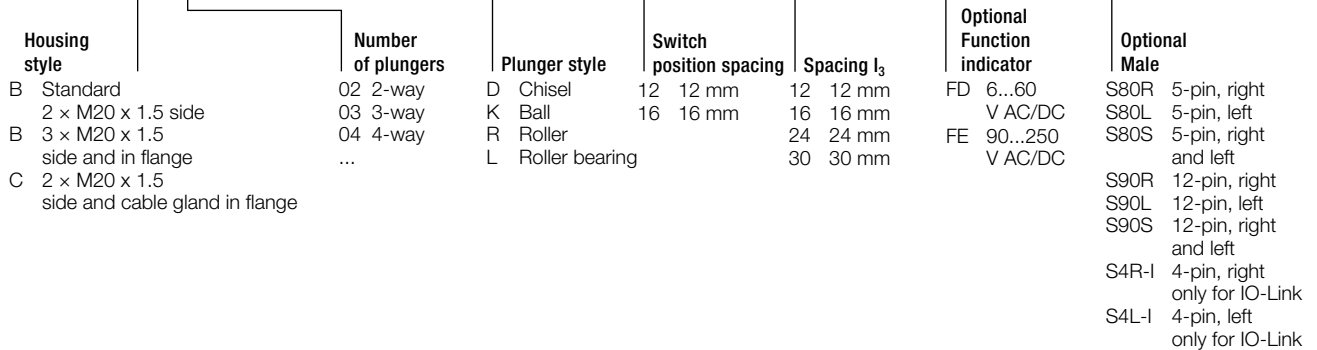 Housing
style
B Standard
2 × M20 x 1.5 side
B 3 × M20 x 1.5
side and in flange
C 2 × M20 x 1.5
side and cable gland in flange
Number
of plungers
02 2-way
03 3-way
04 4-way
...
Plunger style
D Chisel
K Ball
R Roller
L Roller bearing
Switch
position spacing
12 12 mm
16 16 mm
Spacing l₃
12 12 mm
16 16 mm
24 24 mm
30 30 mm
Optional
Function
indicator
FD 6...60
V AC/DC
FE 90...250
V AC/DC
Optional
Male
S80R 5-pin, right
S80L 5-pin, left
S80S 5-pin, right
and left
S90R 12-pin, right
S90L 12-pin, left
S90S 12-pin, right
and left
S4R-I 4-pin, right
only for IO-Link
S4L-I 4-pin, left
only for IO-Link